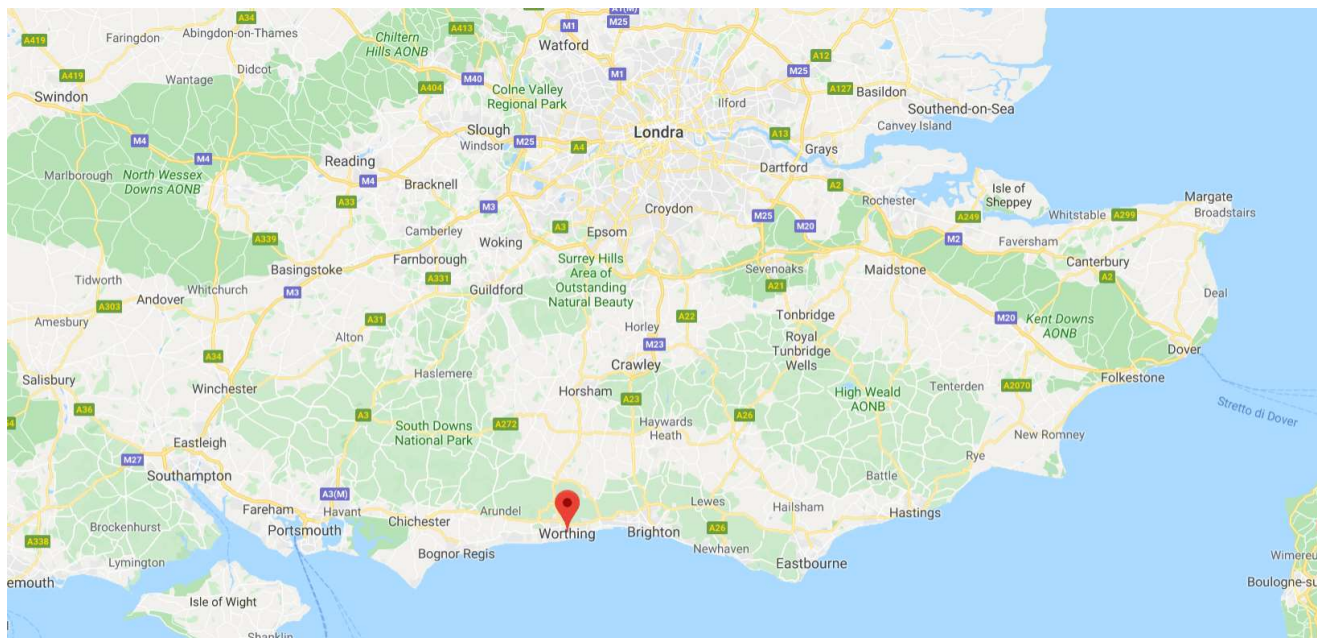 A34
A413
A1(M)
M25
M1
A419
Faringdon
Abingdon-on-Thames
Chiltern
Hills AONB
Watford
A12
Didcot
Wantage
A419
M40
M1
M25
A404
Colne Valley
Regional Park
A127
Basildon
Swindon
Ilford
Southend-on-Sea
Canvey Island
Slough
Windsor
M25
A4
Londra
A13
Grays
M4
M4
Reading
Dartford
Marlborough
North Wessex
Downs AONB
M4
Bracknell
A2
Isle of
Sheppey
Margate
A33
M3
Croydon
Rochester
Broadstairs
M25
M20
A249
Whitstable
A299
A339
Camberley
A3
Epsom
M2
Faversham
Woking
Farnborough
Surrey Hills
Area of
Outstanding
Natural Beauty
Basingstoke
Sevenoaks
Maidstone
Canterbury
A2
Tidworth
Whitchurch
M3
A331
Guildford
A21
Deal
A303
Andover
Amesbury
A31
A22
Tonbridge
M20
Kent Downs
AONB
Alton
Horley
Royal
Tunbridge
Wells
M23
Dover
A34
Crawley
Haslemere
Salisbury
Winchester
Horsham
A23
High Weald
AONB
Tenterden
A2070
Folkestone
A36
A3
South Downs
National Park
A272
Haywards
Heath
A26
Stretto di Dover
Eastleigh
New Romney
M27
Southampton
Rye
Battle
A3(M)
Fareham
Havant
Chichester
Arundel
Lewes
Hailsham
Hastings
Brockenhurst
Portsmouth
Worthing
Brighton
A26
A338
Lymington
Bognor Regis
Newhaven
Eastbourne
Isle of Wight